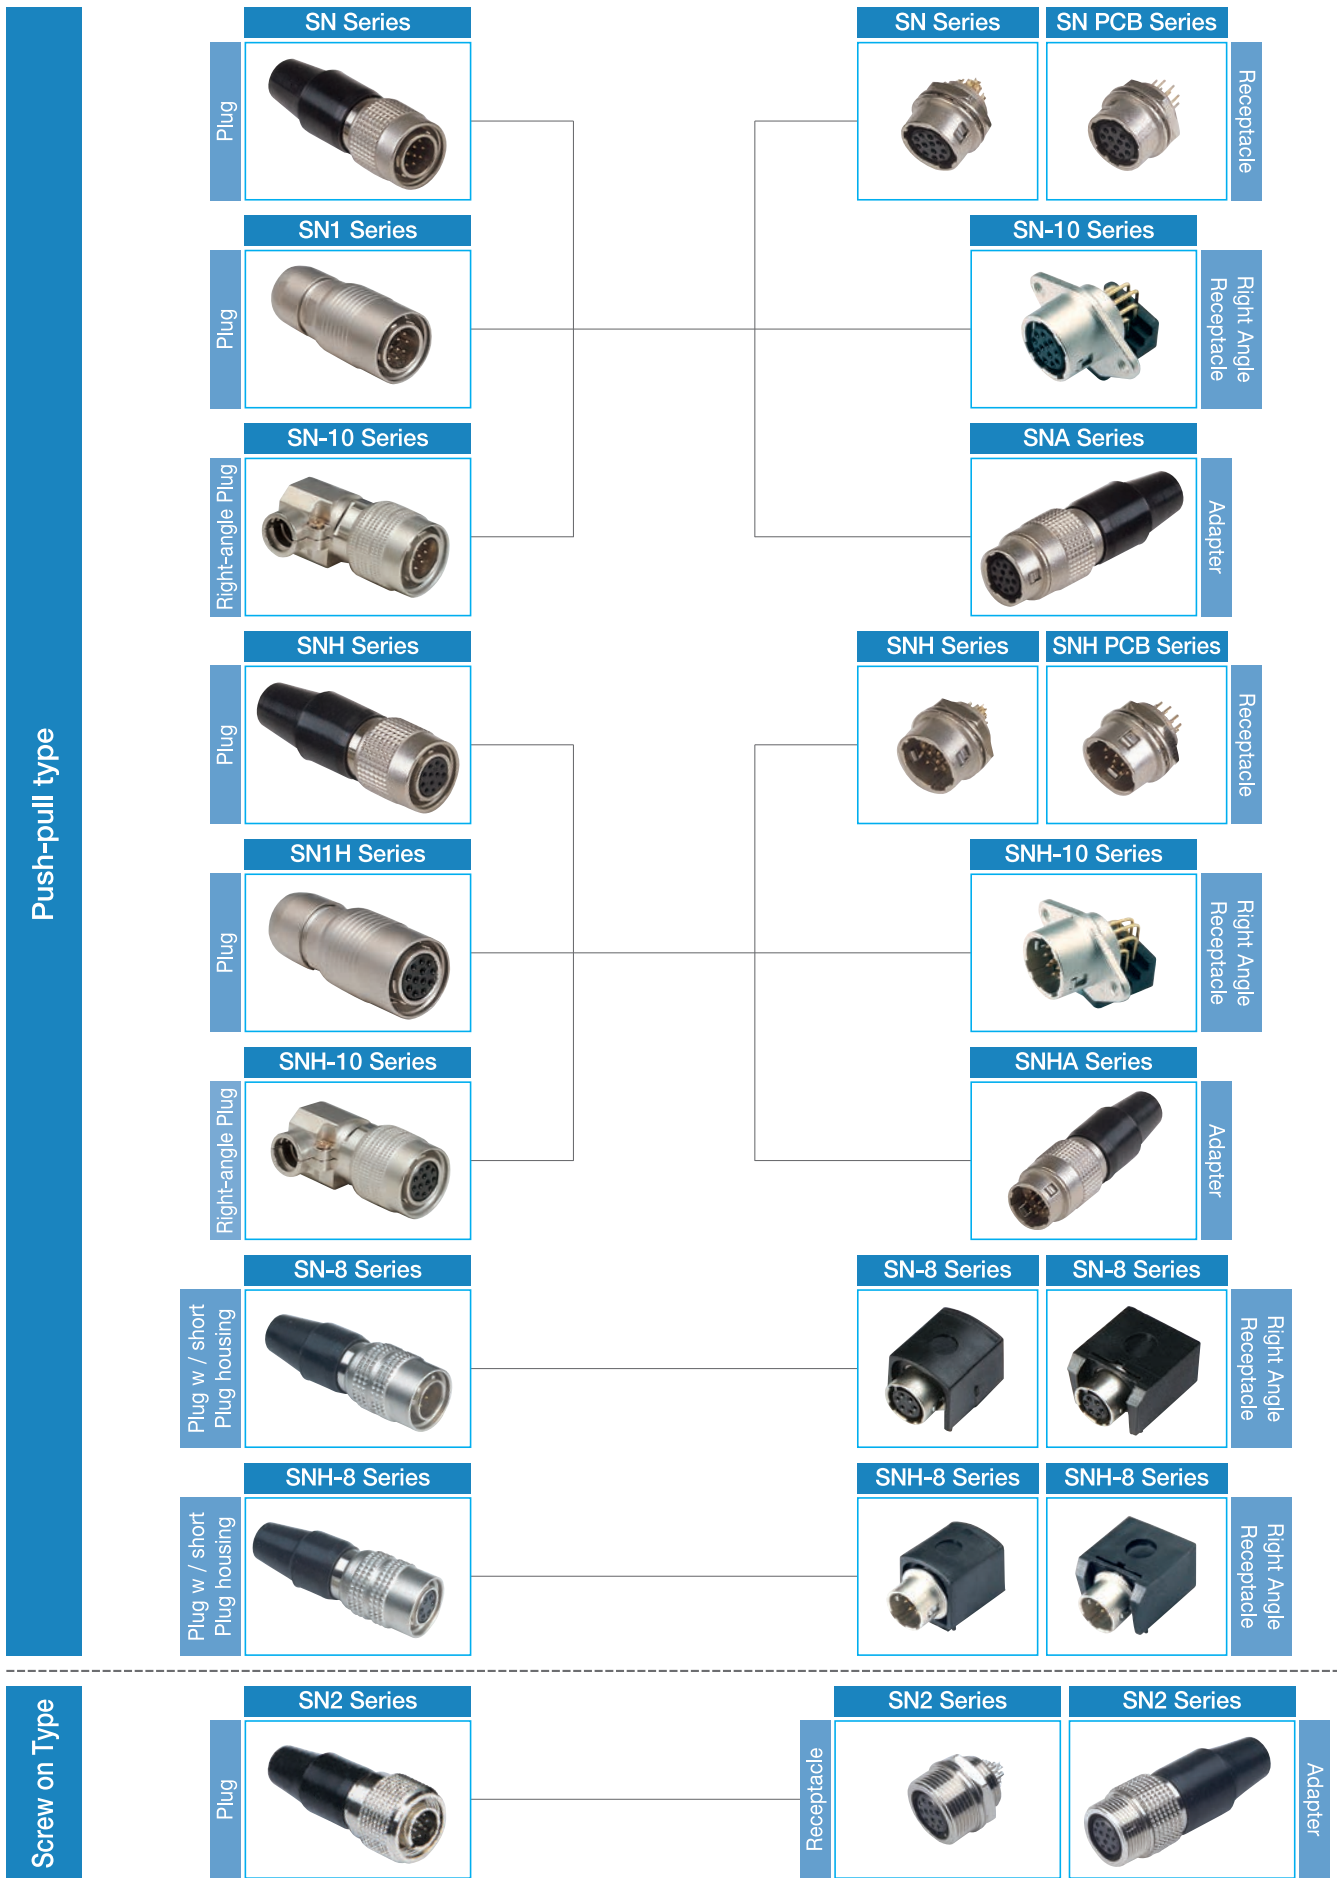 Push-pull type
SN Series
Plug
SN Series
SN PCB Series
Receptacle
SN1 Series
Plug
SN-10 Series
Right Angle
Receptacle
SN-10 Series
Right-angle Plug
SNA Series
Adapter
SNH Series
Plug
SNH Series
SNH PCB Series
Receptacle
SN1H Series
Plug
SNH-10 Series
Right Angle
Receptacle
SNH-10 Series
Right-angle Plug
SNHA Series
Adapter
SN-8 Series
Plug w / short
Plug housing
SN-8 Series
SN-8 Series
Right Angle
Receptacle
SNH-8 Series
Plug w / short
Plug housing
SNH-8 Series
SNH-8 Series
Right Angle
Receptacle
Screw on Type
SN2 Series
Plug
Receptacle
SN2 Series
SN2 Series
Adapter